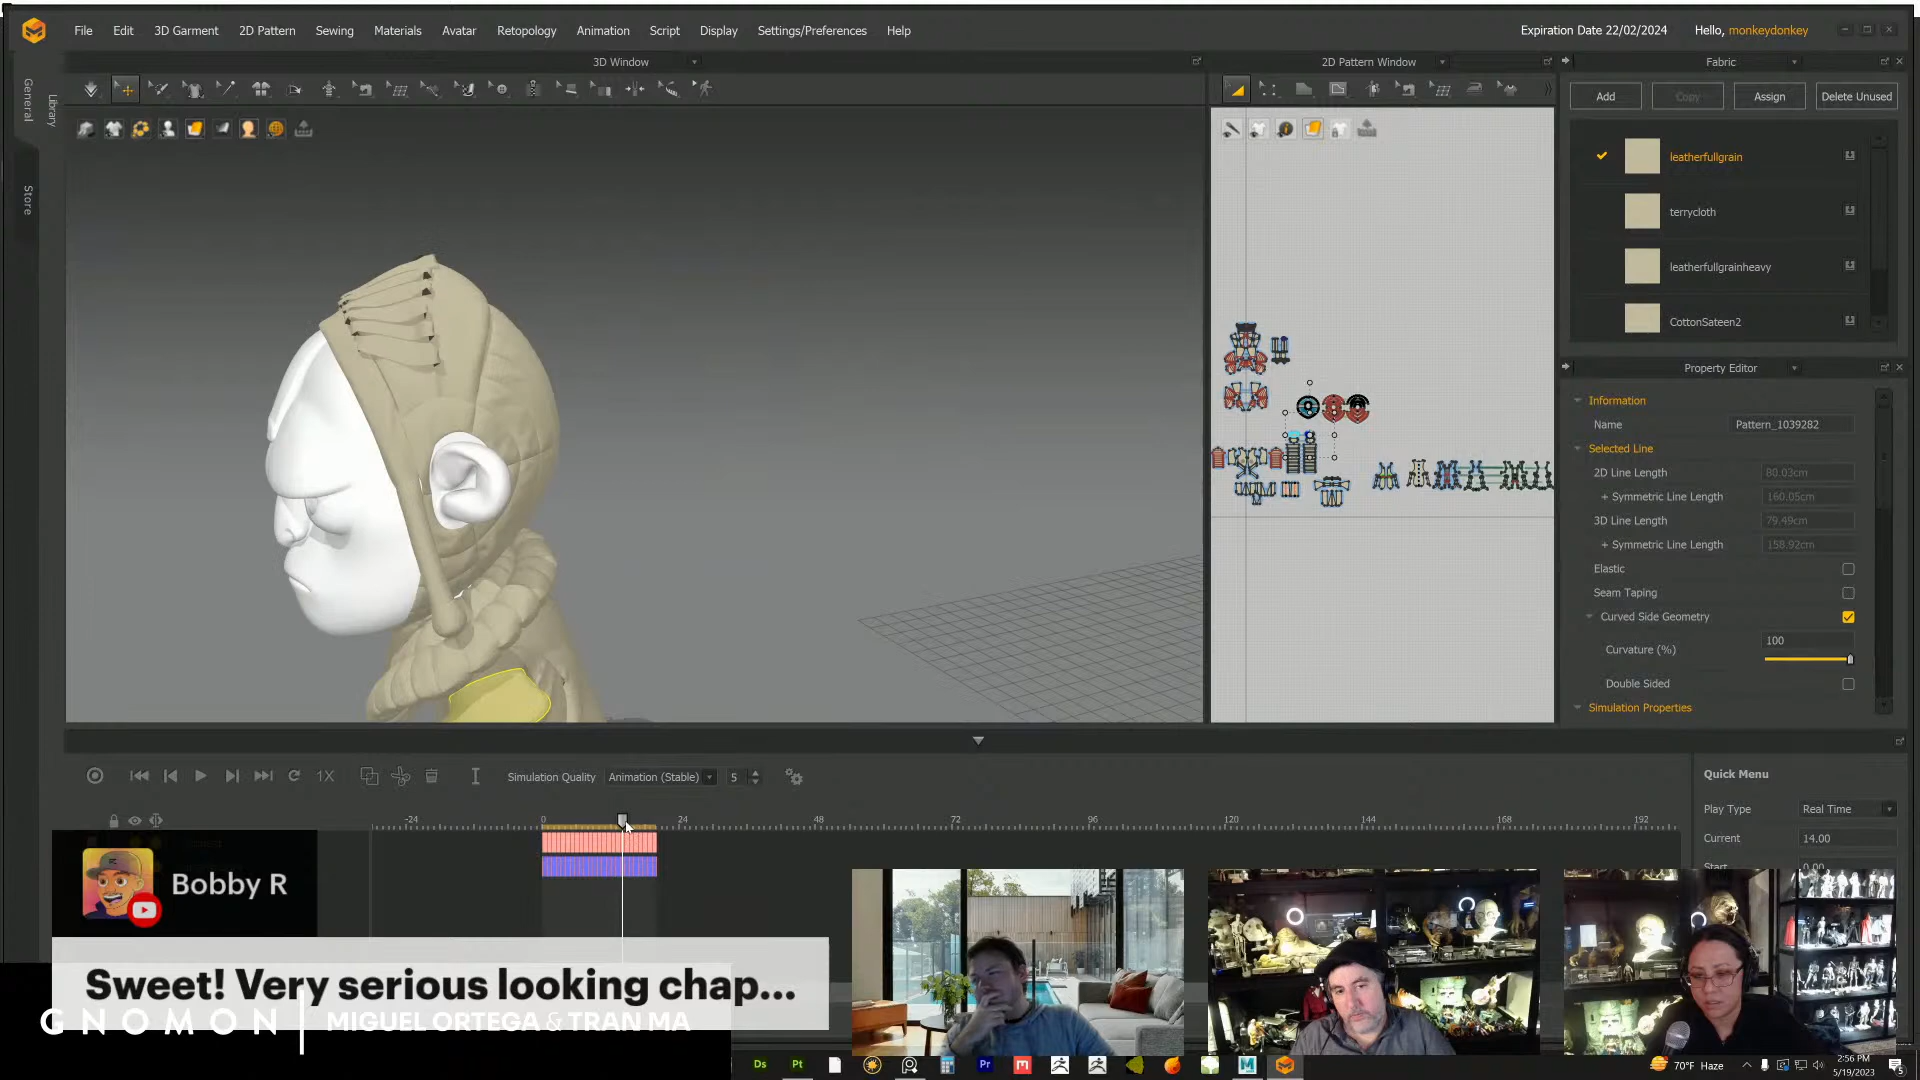 File Edit 3D Garment 2D Pattern Sewing Materials Avatar Retopology Animation Script Display Settings/Preferences Help
Expiration Date 22/02/2024 Hello, monkeydonkey
General
Library
Store
3D Window
2D Pattern Window
Fabric
Add Copy Assign Delete Unused
leatherfullgrain
terrycloth
leatherfullgrainheavy
CottonSateen2
Property Editor
Information
Name Pattern_1039282
Selected Line
2D Line Length 80.03cm
+ Symmetric Line Length 160.05cm
3D Line Length 79.49cm
+ Symmetric Line Length 158.92cm
Elastic
Seam Taping
Curved Side Geometry
Curvature (%) 100
Double Sided
Simulation Properties
1X Simulation Quality Animation (Stable) 5
-24 0 24 48 72 96 120 144 168 192
Quick Menu
Play Type Real Time
Current 14.00
Start 0.00
Bobby R
Sweet! Very serious looking chap...
GNOMON MIGUEL ORTEGA & TRAN MA
Ds Pt Pr
70°F Haze
2:56 PM
5/19/2023
5